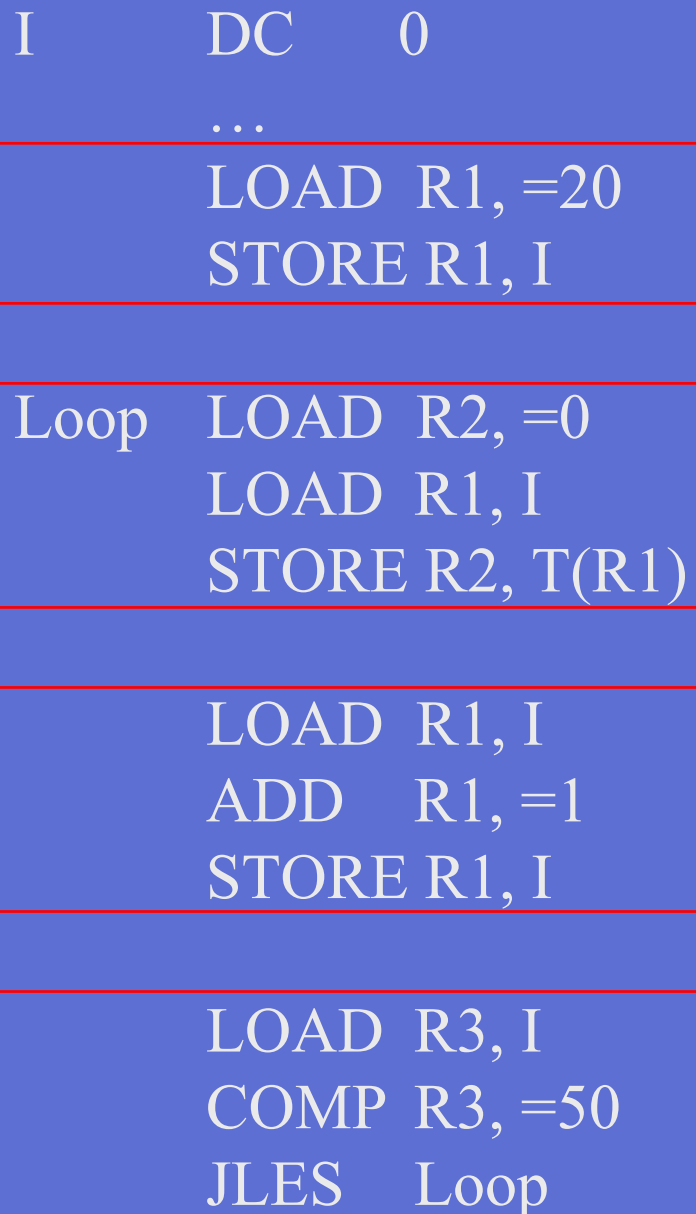 I DC 0
…
LOAD R1, =20
STORE R1, I
Loop LOAD R2, =0
LOAD R1, I
STORE R2, T(R1)
LOAD R1, I
ADD R1, =1
STORE R1, I
LOAD R3, I
COMP R3, =50
JLES Loop